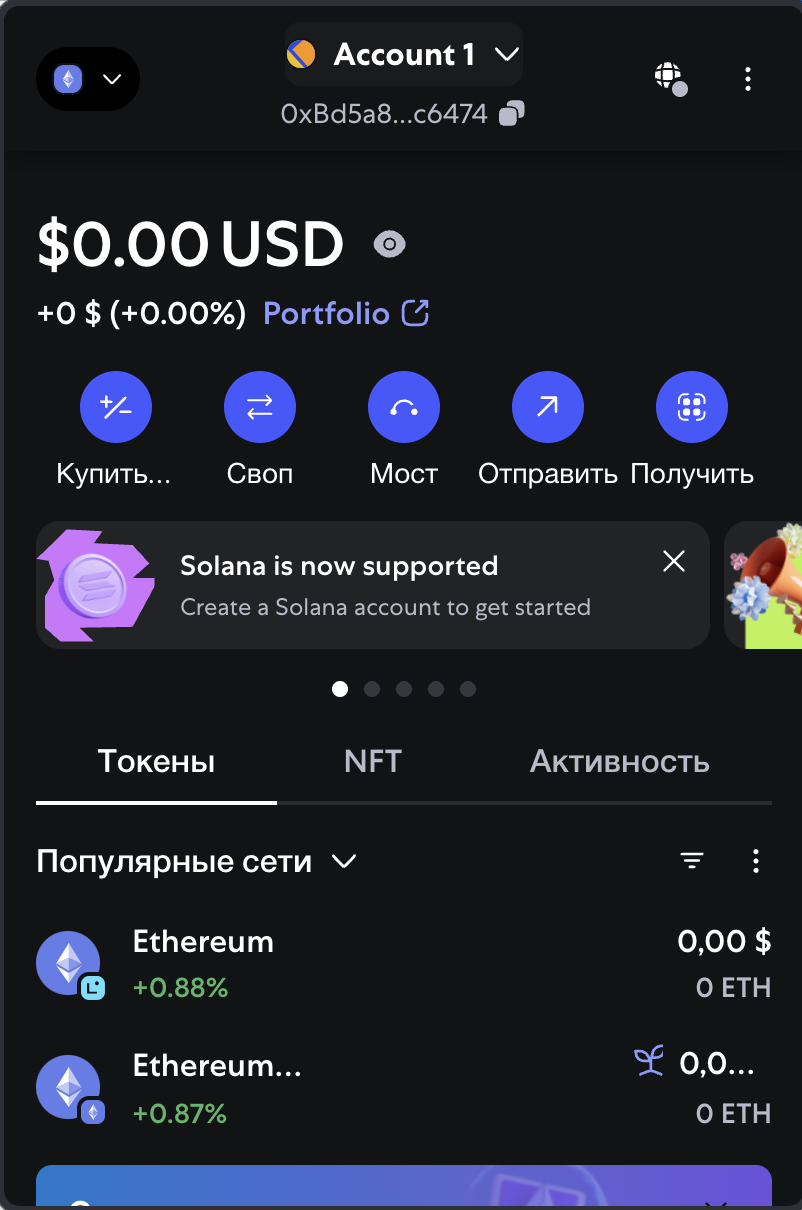 Account 1
0xBd5a8...c6474
$0.00 USD
+0 $ (+0.00%) Portfolio
Купить... Своп Мост Отправить Получить
Solana is now supported
Create a Solana account to get started
Токены NFT Активность
Популярные сети
Ethereum 0,00 $
+0.88% 0 ETH
Ethereum... 0,0...
+0.87% 0 ETH